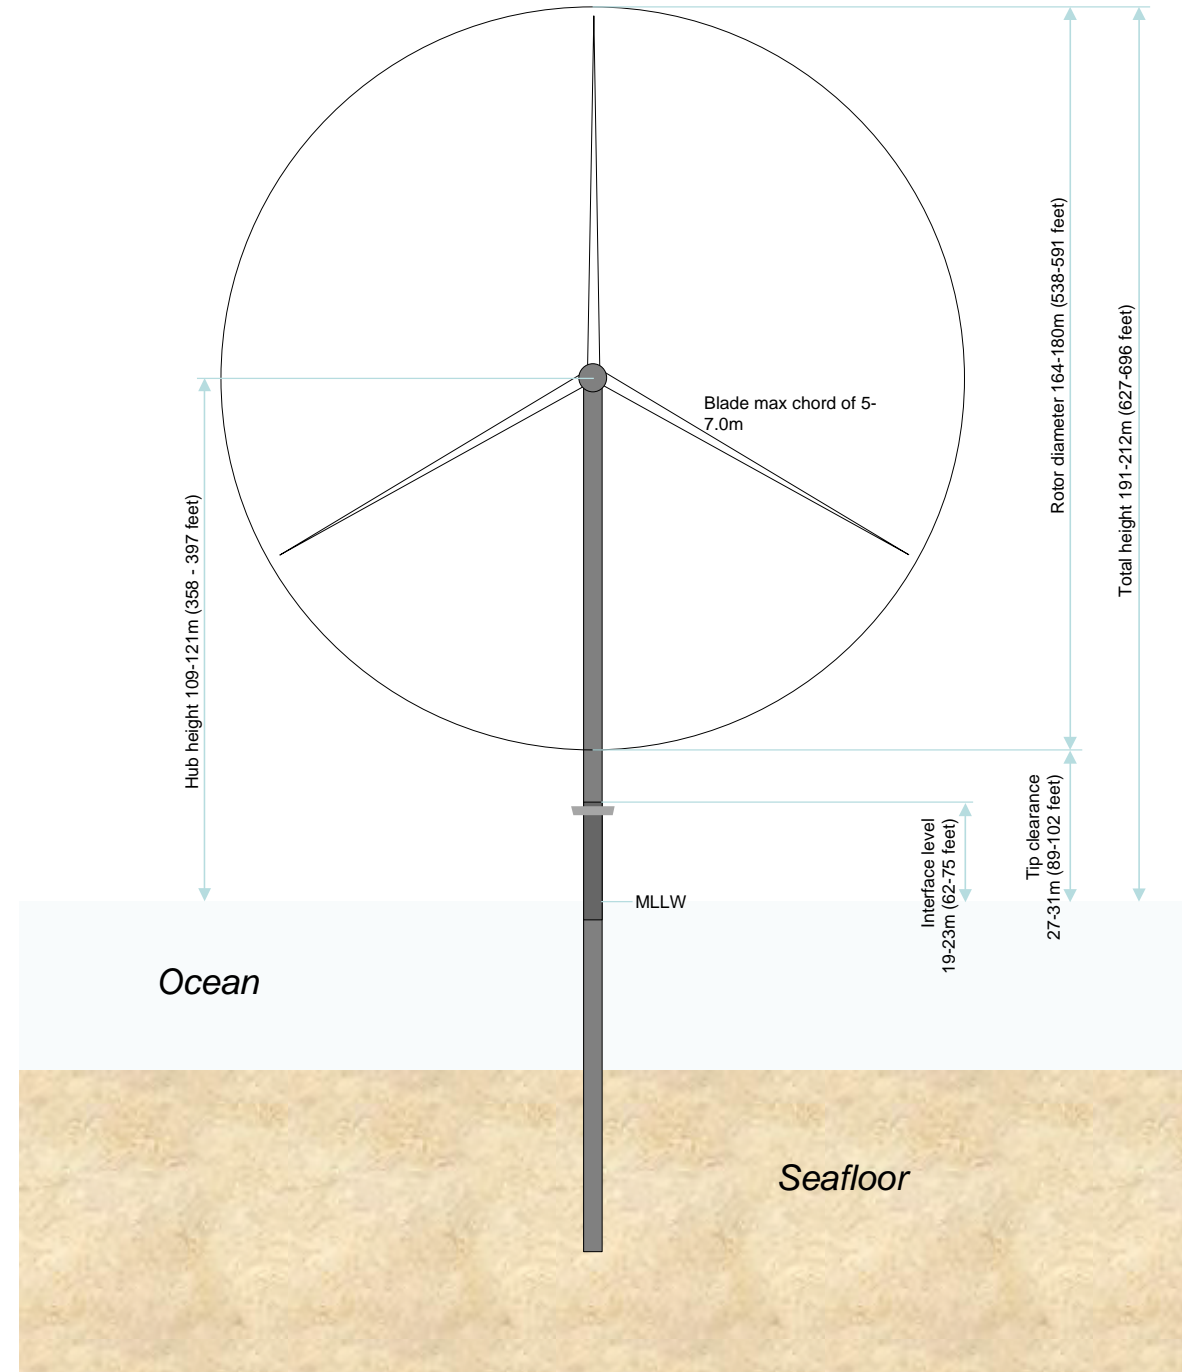 Blade max chord of 5-
7.0m
Rotor diameter 164-180m (538-591 feet)
Total height 191-212m (627-696 feet)
Hub height 109-121m (358 - 397 feet)
Tip clearance
27-31m (89-102 feet)
Interface level
19-23m (62-75 feet)
MLLW
Ocean
Seafloor